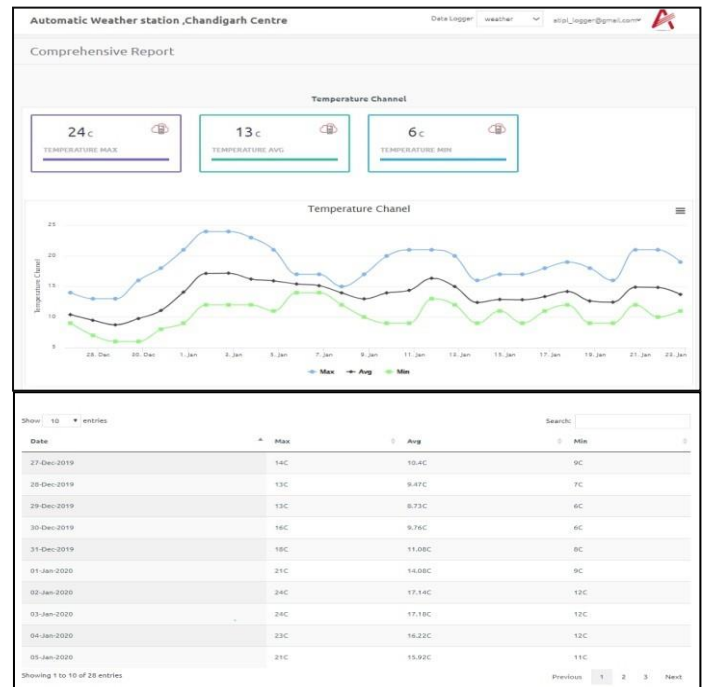 Automatic Weather station ,Chandigarh Centre
Data Logger weather atipl_logger@gmail.com
Comprehensive Report
Temperature Channel
24 C 13 C 6 C
TEMPERATURE MAX TEMPERATURE AVG TEMPERATURE MIN
Temperature Chanel
Temperature Chanel
25
20
15
10
5
28. Dec 30. Dec 1. Jan 3. Jan 5. Jan 7. Jan 9. Jan 11. Jan 13. Jan 15. Jan 17. Jan 19. Jan 21. Jan 23. Jan
Max Avg Min
Show 10 entries Search:
Date Max Avg Min
27-Dec-2019 14C 10.4C 9C
28-Dec-2019 13C 9.47C 7C
29-Dec-2019 13C 8.73C 6C
30-Dec-2019 16C 9.76C 6C
31-Dec-2019 18C 11.08C 8C
01-Jan-2020 21C 14.08C 9C
02-Jan-2020 24C 17.14C 12C
03-Jan-2020 24C 17.18C 12C
04-Jan-2020 23C 16.22C 12C
05-Jan-2020 21C 15.92C 11C
Showing 1 to 10 of 28 entries Previous 1 2 3 Next